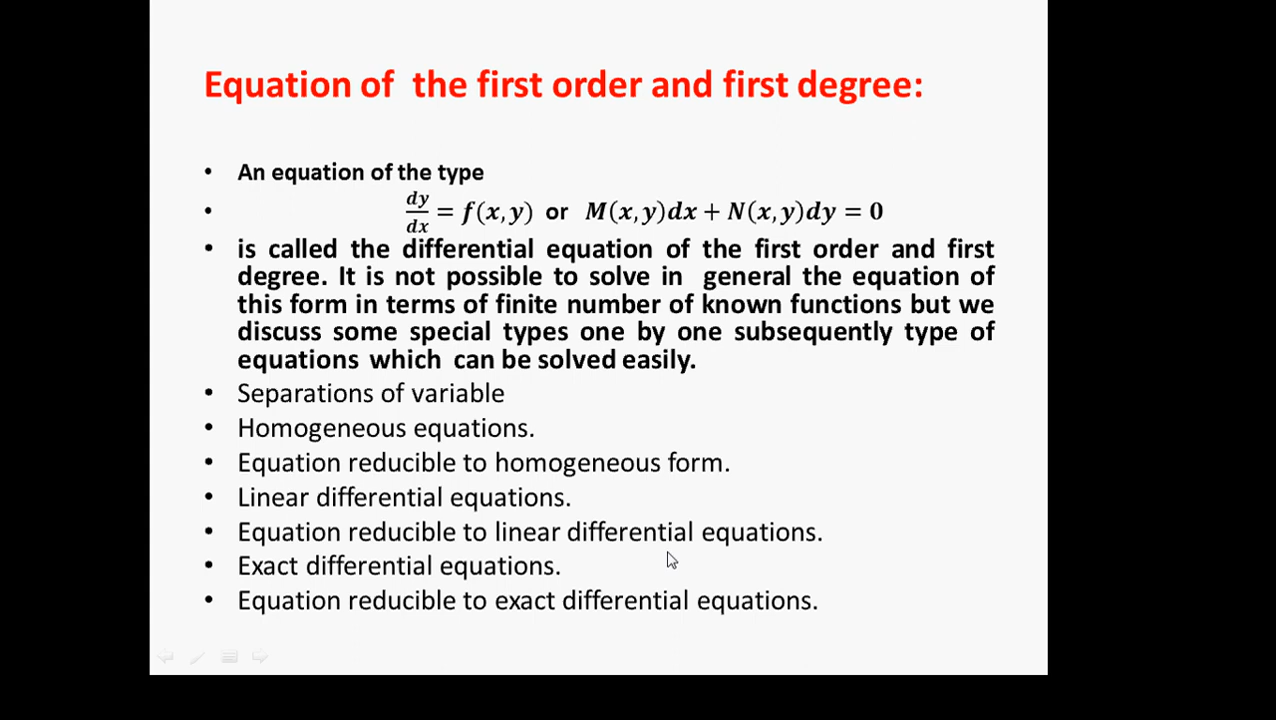 Equation of the first order and first degree:
• An equation of the type
• dy/dx = f(x, y) or M(x, y)dx + N(x, y)dy = 0
• is called the differential equation of the first order and first
degree. It is not possible to solve in general the equation of
this form in terms of finite number of known functions but we
discuss some special types one by one subsequently type of
equations which can be solved easily.
• Separations of variable
• Homogeneous equations.
• Equation reducible to homogeneous form.
• Linear differential equations.
• Equation reducible to linear differential equations.
• Exact differential equations.
• Equation reducible to exact differential equations.